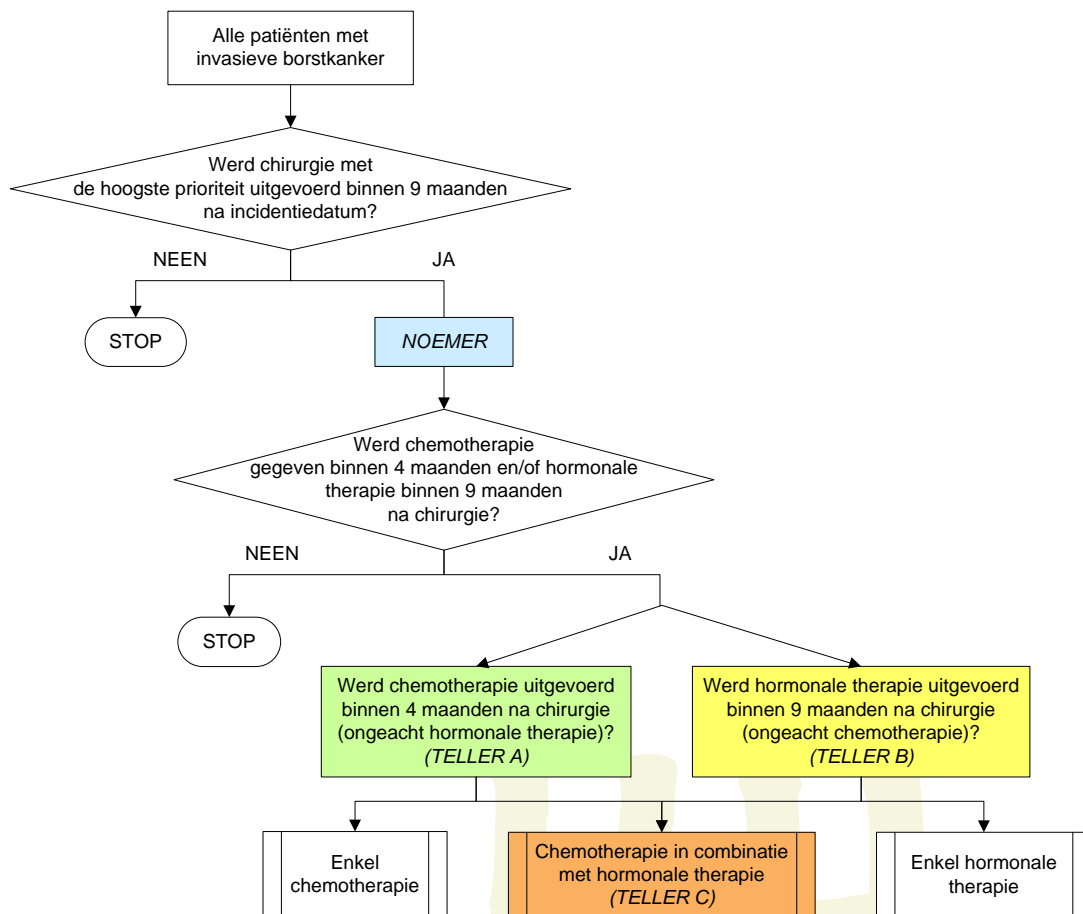 Alle patiënten met
invasieve borstkanker
Werd chirurgie met
de hoogste prioriteit uitgevoerd binnen 9 maanden
na incidentiedatum?
NEEN
JA
STOP
NOEMER
Werd chemotherapie
gegeven binnen 4 maanden en/of hormonale
therapie binnen 9 maanden
na chirurgie?
NEEN
JA
STOP
Werd chemotherapie uitgevoerd
binnen 4 maanden na chirurgie
(ongeacht hormonale therapie)?
(TELLER A)
Werd hormonale therapie uitgevoerd
binnen 9 maanden na chirurgie
(ongeacht chemotherapie)?
(TELLER B)
Enkel
chemotherapie
Chemotherapie in combinatie
met hormonale therapie
(TELLER C)
Enkel hormonale
therapie